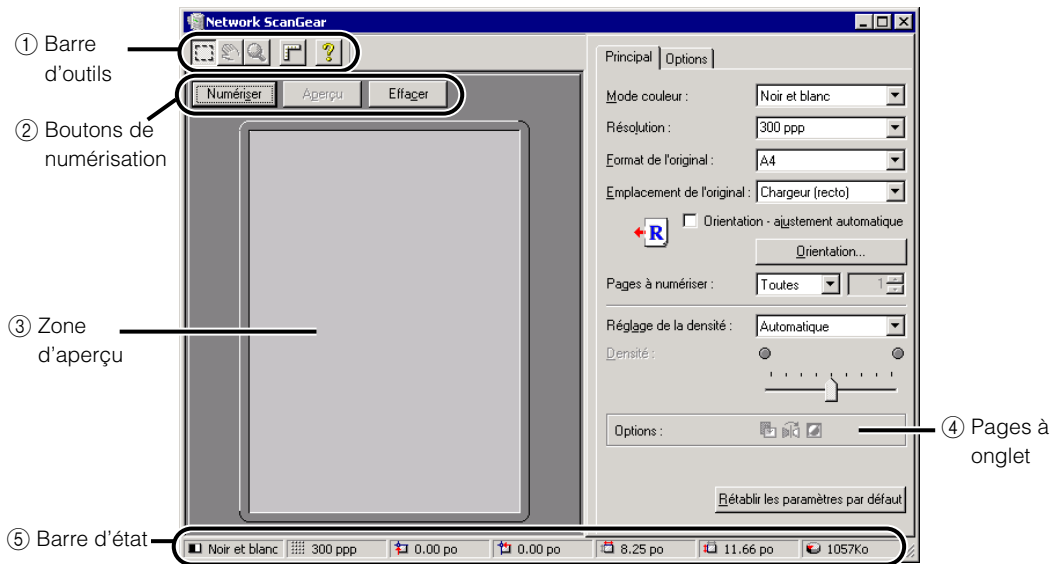 Network ScanGear
① Barre
d'outils
Numériser
Aperçu
Effacer
② Boutons de
numérisation
③ Zone
d'aperçu
Principal
Options
Mode couleur :
Noir et blanc
Résolution :
300 ppp
Format de l'original :
A4
Emplacement de l'original :
Chargeur (recto)
R
Orientation - ajustement automatique
Orientation...
Pages à numériser :
Toutes
1
Réglage de la densité :
Automatique
Densité :
Options :
④ Pages à
onglet
Rétablir les paramètres par défaut
⑤ Barre d'état
Noir et blanc
300 ppp
0.00 po
0.00 po
8.25 po
11.66 po
1057Ko